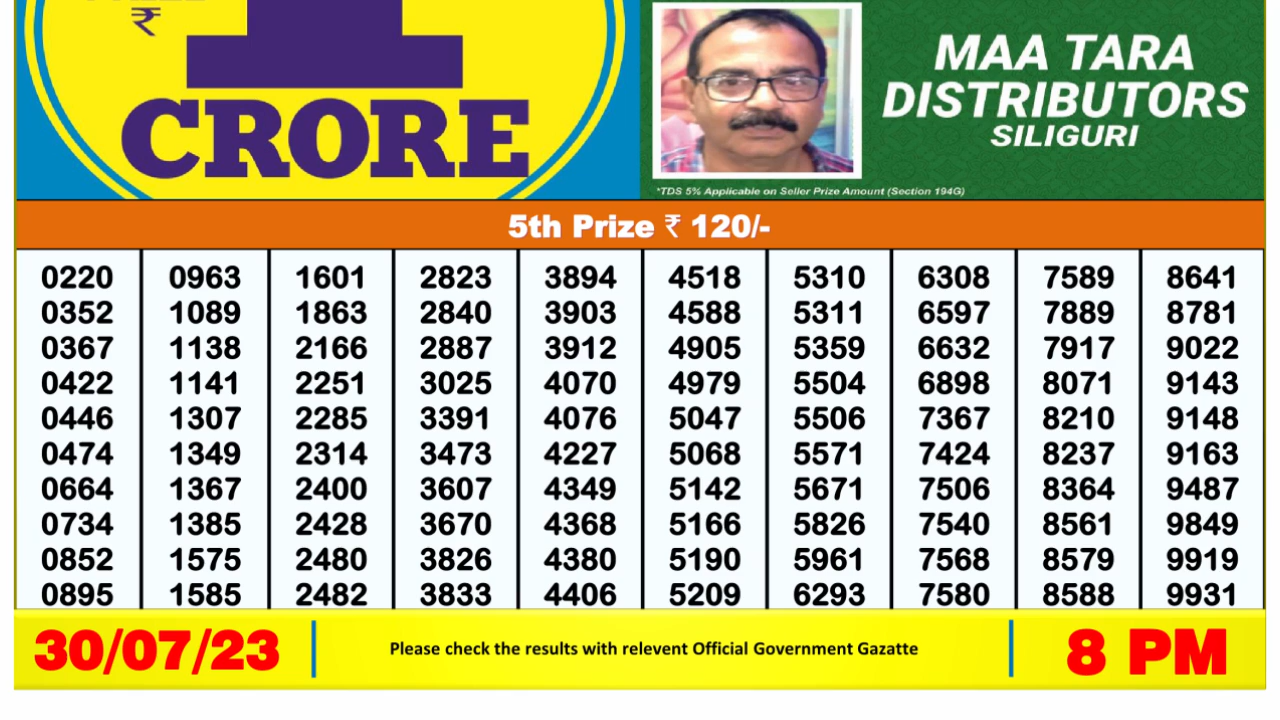 ₹
1
CRORE
MAA TARA
DISTRIBUTORS
SILIGURI
*TDS 5% Applicable on Seller Prize Amount (Section 194G)
5th Prize ₹ 120/-
0220 0963 1601 2823 3894 4518 5310 6308 7589 8641
0352 1089 1863 2840 3903 4588 5311 6597 7889 8781
0367 1138 2166 2887 3912 4905 5359 6632 7917 9022
0422 1141 2251 3025 4070 4979 5504 6898 8071 9143
0446 1307 2285 3391 4076 5047 5506 7367 8210 9148
0474 1349 2314 3473 4227 5068 5571 7424 8237 9163
0664 1367 2400 3607 4349 5142 5671 7506 8364 9487
0734 1385 2428 3670 4368 5166 5826 7540 8561 9849
0852 1575 2480 3826 4380 5190 5961 7568 8579 9919
0895 1585 2482 3833 4406 5209 6293 7580 8588 9931
30/07/23
Please check the results with relevent Official Government Gazatte
8 PM